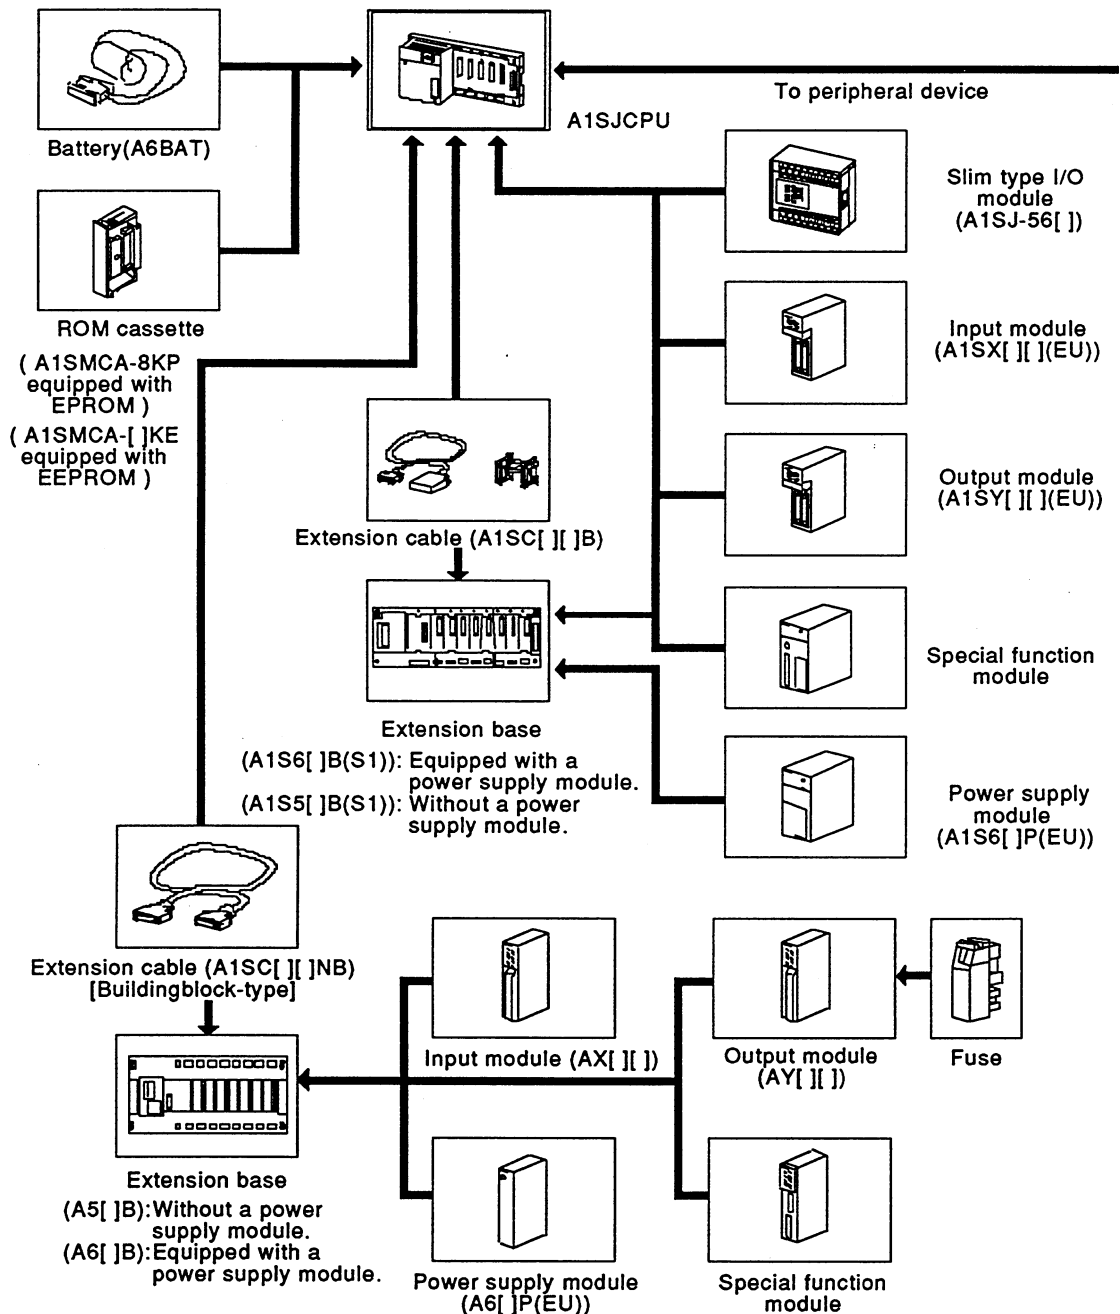 A1SJCPU
To peripheral device
Battery(A6BAT)
Slim type I/O
module
(A1SJ-56[ ])
ROM cassette
( A1SMCA-8KP
equipped with
EPROM )
( A1SMCA-[ ]KE
equipped with
EEPROM )
Input module
(A1SX[ ][ ](EU))
Output module
(A1SY[ ][ ](EU))
Extension cable (A1SC[ ][ ]B)
Special function
module
Extension base
(A1S6[ ]B(S1)): Equipped with a
power supply module.
(A1S5[ ]B(S1)): Without a power
supply module.
Power supply
module
(A1S6[ ]P(EU))
Extension cable (A1SC[ ][ ]NB)
[Buildingblock-type]
Input module (AX[ ][ ])
Output module
(AY[ ][ ])
Fuse
Extension base
(A5[ ]B):Without a power
supply module.
(A6[ ]B):Equipped with a
power supply module.
Power supply module
(A6[ ]P(EU))
Special function
module